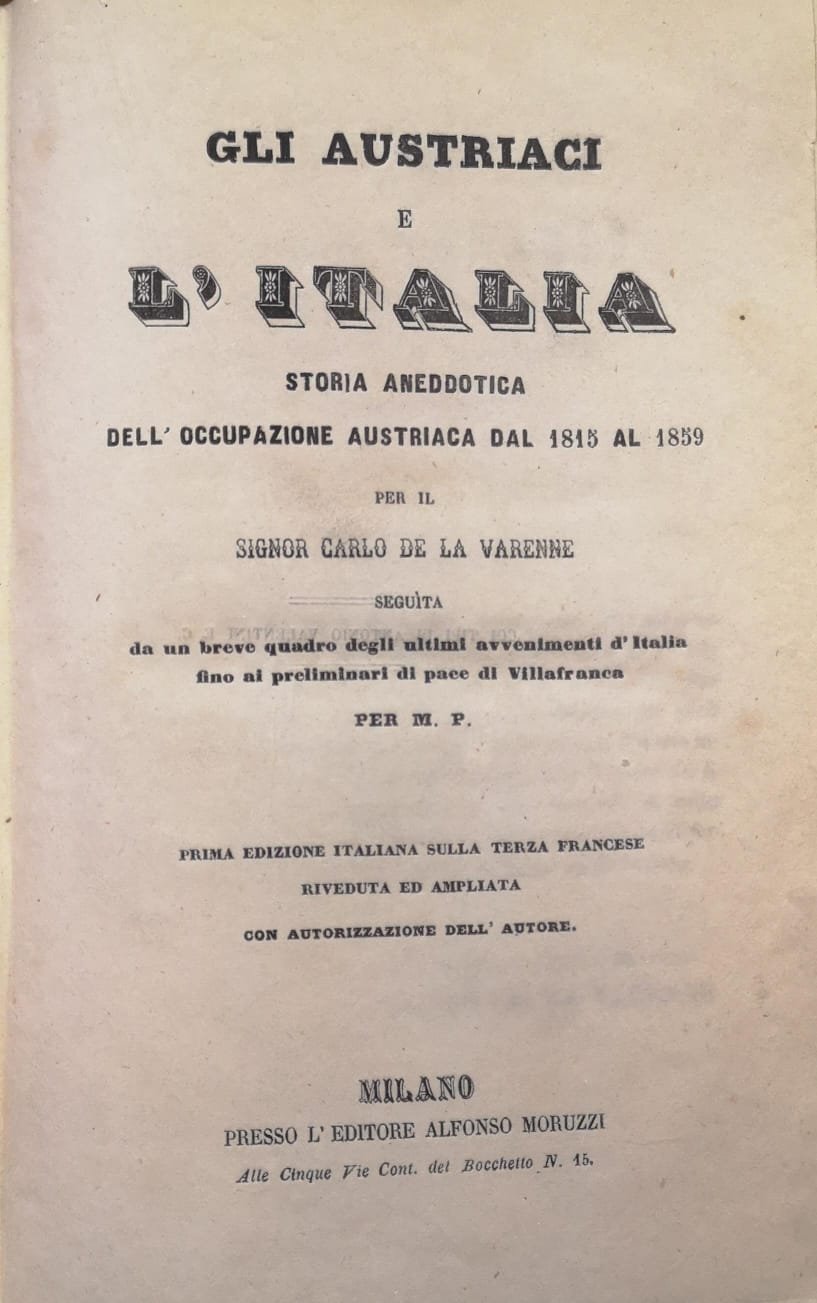 GLI AUSTRIACI
E
L' ITALIA
STORIA ANEDDOTICA
DELL' OCCUPAZIONE AUSTRIACA DAL 1815 AL 1859
PER IL
SIGNOR CARLO DE LA VARENNE
SEGUÌTA
da un breve quadro degli ultimi avvenimenti d' Italia
fino ai preliminari di pace di Villafranca
PER M. P.
PRIMA EDIZIONE ITALIANA SULLA TERZA FRANCESE
RIVEDUTA ED AMPLIATA
CON AUTORIZZAZIONE DELL' AUTORE.
MILANO
PRESSO L' EDITORE ALFONSO MORUZZI
Alle Cinque Vie Cont. del Bocchetto N. 15.